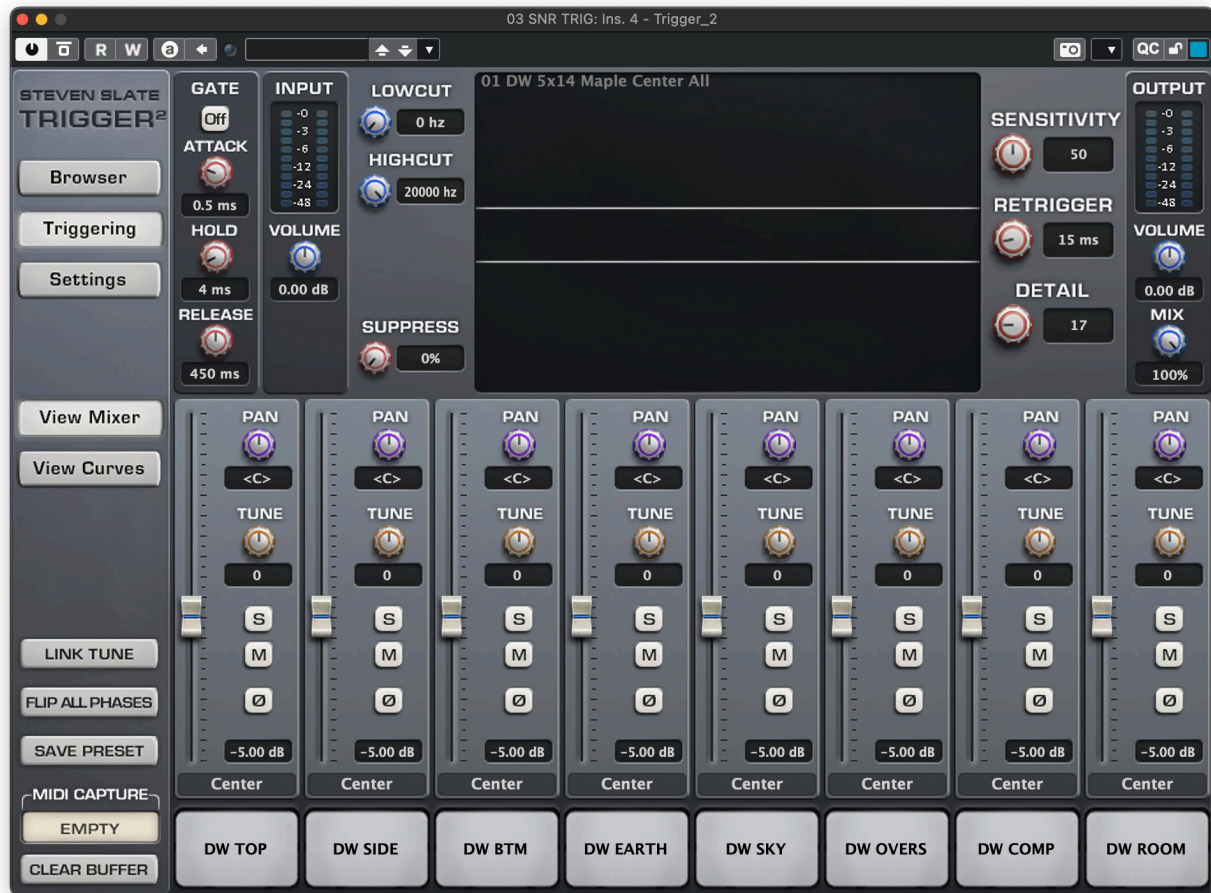 03 SNR TRIG: Ins. 4 - Trigger_2
R W a QC
STEVEN SLATE
TRIGGER²
Browser
Triggering
Settings
View Mixer
View Curves
LINK TUNE
FLIP ALL PHASES
SAVE PRESET
MIDI CAPTURE
EMPTY
CLEAR BUFFER
GATE
Off
ATTACK
0.5 ms
HOLD
4 ms
RELEASE
450 ms
INPUT
-0
-3
-6
-12
-24
-48
VOLUME
0.00 dB
LOWCUT
0 hz
HIGHCUT
20000 hz
SUPPRESS
0%
01 DW 5x14 Maple Center All
SENSITIVITY
50
RETRIGGER
15 ms
DETAIL
17
OUTPUT
-0
-3
-6
-12
-24
-48
VOLUME
0.00 dB
MIX
100%
PAN PAN PAN PAN PAN PAN PAN PAN
<C> <C> <C> <C> <C> <C> <C> <C>
TUNE TUNE TUNE TUNE TUNE TUNE TUNE TUNE
0 0 0 0 0 0 0 0
S S S S S S S S
M M M M M M M M
Ø Ø Ø Ø Ø Ø Ø Ø
-5.00 dB -5.00 dB -5.00 dB -5.00 dB -5.00 dB -5.00 dB -5.00 dB -5.00 dB
Center Center Center Center Center Center Center Center
DW TOP DW SIDE DW BTM DW EARTH DW SKY DW OVERS DW COMP DW ROOM